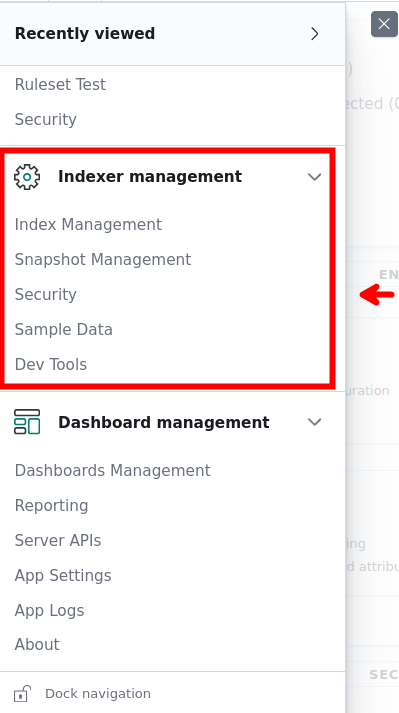 Recently viewed
)
Ruleset Test
ected (0
Security
Indexer management
Index Management
Snapshot Management
EN
Security
Sample Data
Dev Tools
uration
Dashboard management
Dashboards Management
Reporting
Server APIs
ing
App Settings
d attribu
App Logs
About
SEC
Dock navigation